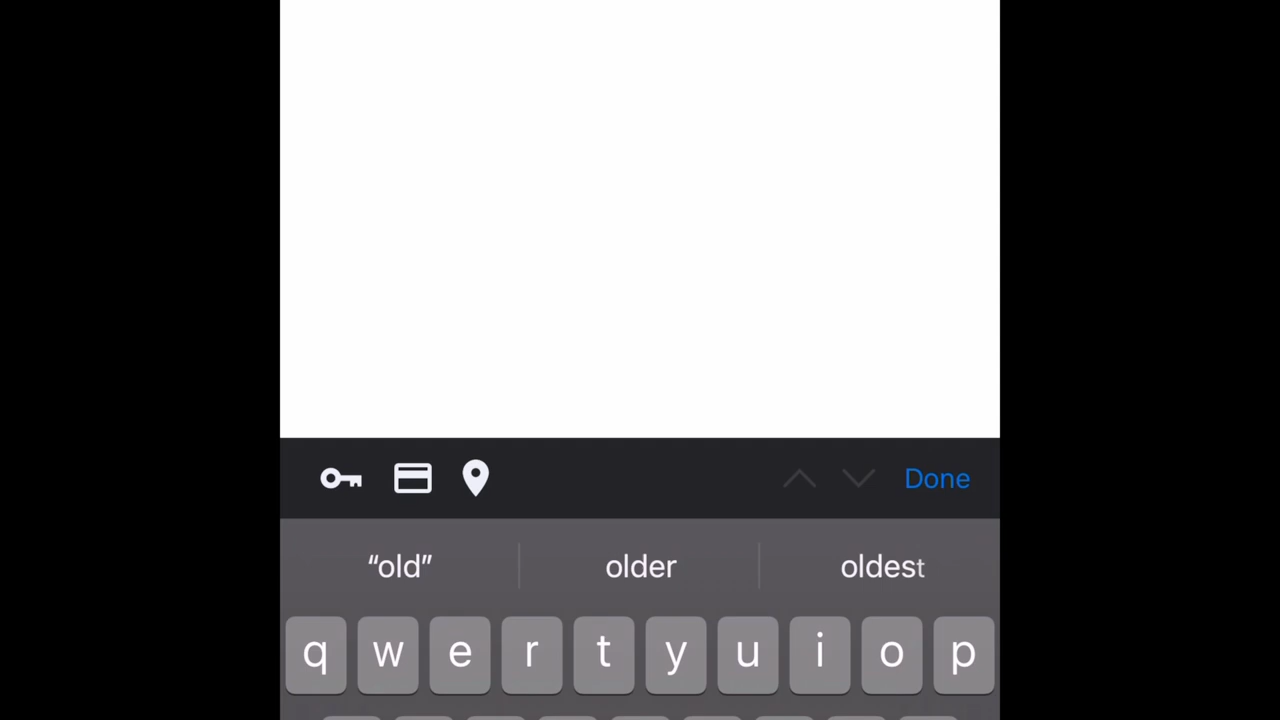 Done
“old” older oldest
q w e r t y u i o p